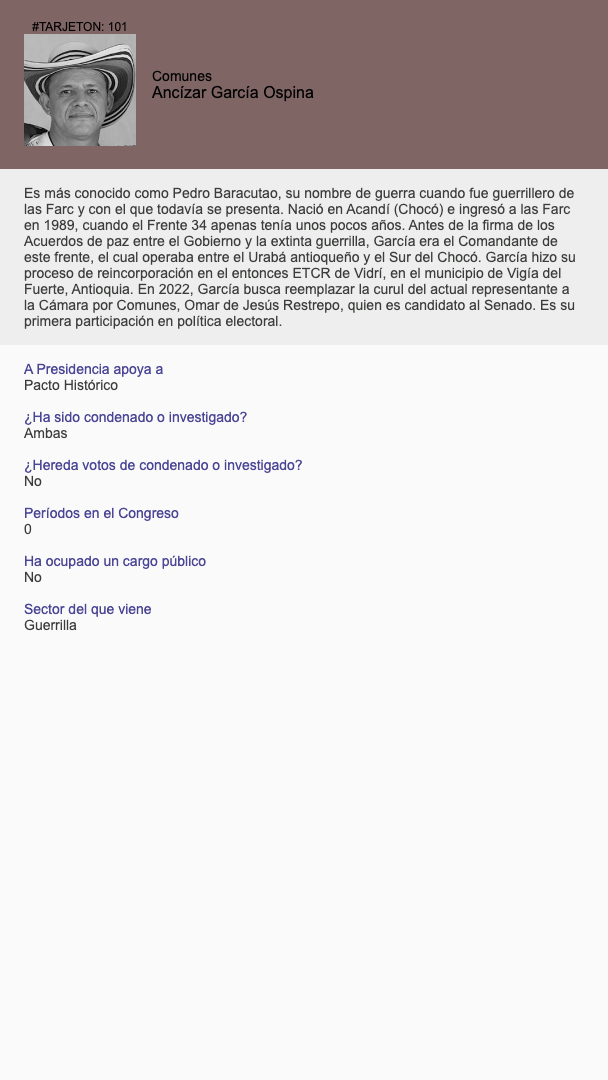 #TARJETON: 101
Comunes
Ancízar García Ospina
Es más conocido como Pedro Baracutao, su nombre de guerra cuando fue guerrillero de
las Farc y con el que todavía se presenta. Nació en Acandí (Chocó) e ingresó a las Farc
en 1989, cuando el Frente 34 apenas tenía unos pocos años. Antes de la firma de los
Acuerdos de paz entre el Gobierno y la extinta guerrilla, García era el Comandante de
este frente, el cual operaba entre el Urabá antioqueño y el Sur del Chocó. García hizo su
proceso de reincorporación en el entonces ETCR de Vidrí, en el municipio de Vigía del
Fuerte, Antioquia. En 2022, García busca reemplazar la curul del actual representante a
la Cámara por Comunes, Omar de Jesús Restrepo, quien es candidato al Senado. Es su
primera participación en política electoral.
A Presidencia apoya a
Pacto Histórico
¿Ha sido condenado o investigado?
Ambas
¿Hereda votos de condenado o investigado?
No
Períodos en el Congreso
0
Ha ocupado un cargo público
No
Sector del que viene
Guerrilla